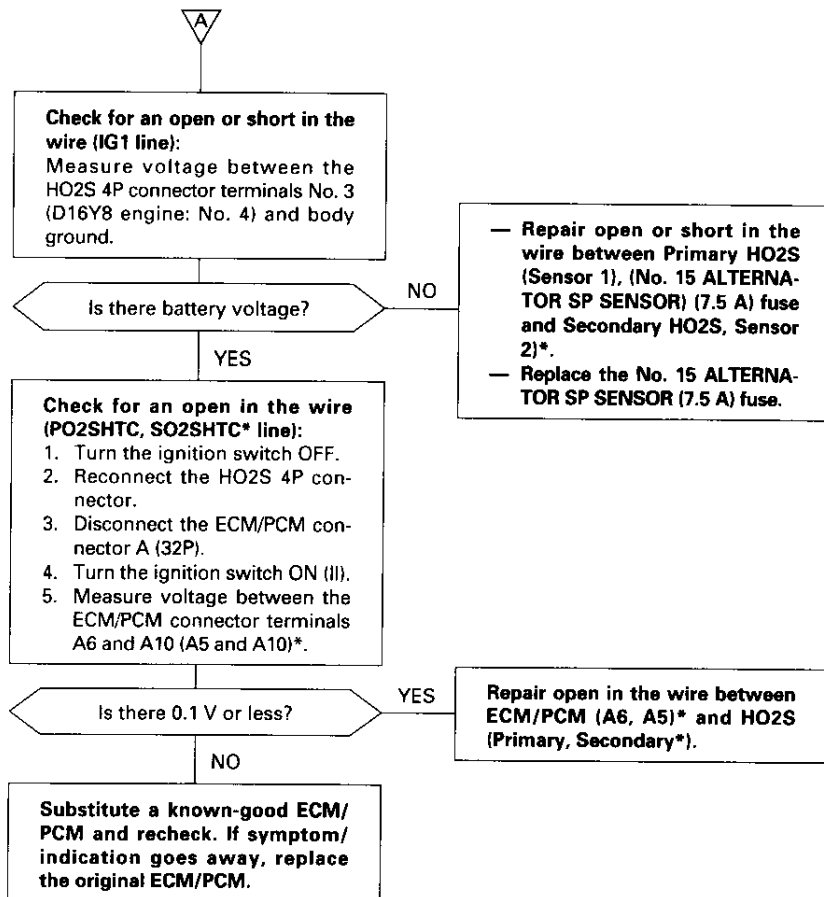 A
Check for an open or short in the
wire (IG1 line):
Measure voltage between the
HO2S 4P connector terminals No. 3
(D16Y8 engine: No. 4) and body
ground.
— Repair open or short in the
wire between Primary HO2S
(Sensor 1), (No. 15 ALTERNA-
TOR SP SENSOR) (7.5 A) fuse
and Secondary HO2S, Sensor
2)*.
— Replace the No. 15 ALTERNA-
TOR SP SENSOR (7.5 A) fuse.
Is there battery voltage?
NO
YES
Check for an open in the wire
(PO2SHTC, SO2SHTC* line):
1. Turn the ignition switch OFF.
2. Reconnect the HO2S 4P con-
nector.
3. Disconnect the ECM/PCM con-
nector A (32P).
4. Turn the ignition switch ON (II).
5. Measure voltage between the
ECM/PCM connector terminals
A6 and A10 (A5 and A10)*.
Is there 0.1 V or less?
YES
Repair open in the wire between
ECM/PCM (A6, A5)* and HO2S
(Primary, Secondary*).
NO
Substitute a known-good ECM/
PCM and recheck. If symptom/
indication goes away, replace
the original ECM/PCM.